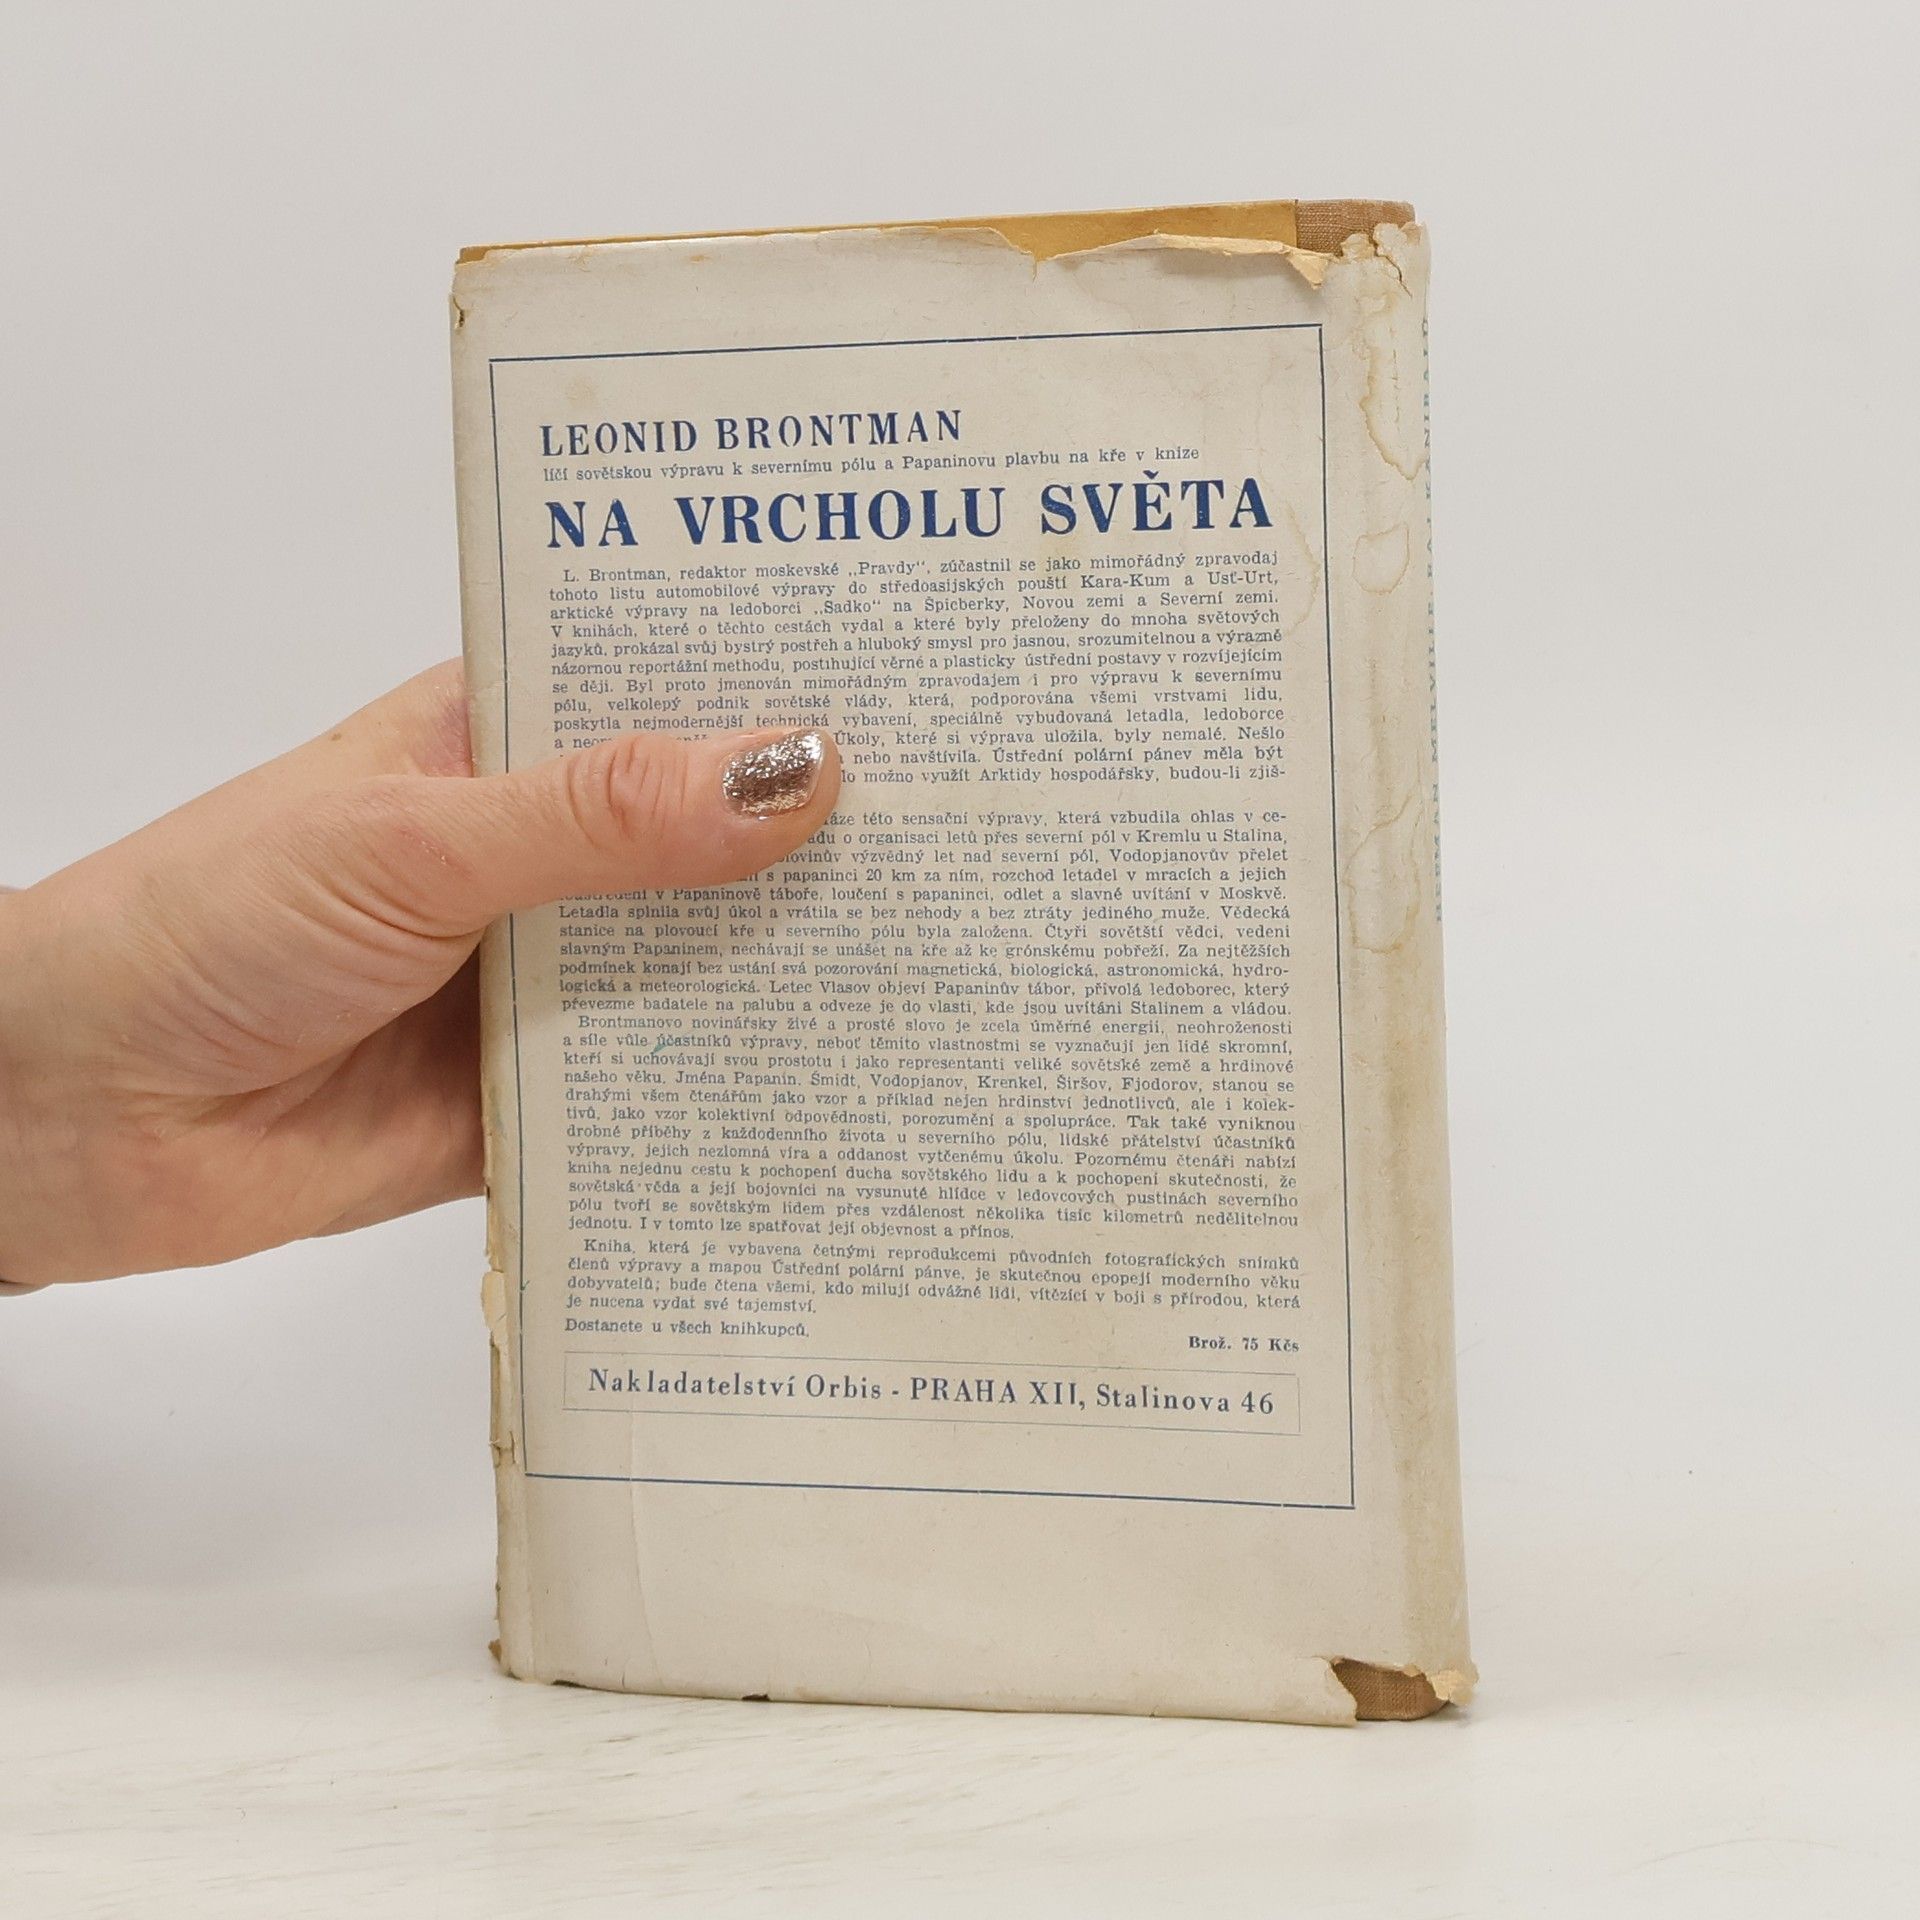 LEONID BRONTMAN
líčí sovětskou výpravu k severnímu pólu a Papaninovu plavbu na kře v knize
NA VRCHOLU SVĚTA
L. Brontman, redaktor moskevské „Pravdy“, zúčastnil se jako mimořádný zpravodaj
tohoto listu automobilové výpravy do středoasijských pouští Kara-Kum a Usť-Urt,
arktické výpravy na ledoborci „Sadko“ na Špicberky, Novou zemi a Severní zemi.
V knihách, které o těchto cestách vydal a které byly přeloženy do mnoha světových
jazyků, prokázal svůj bystrý postřeh a hluboký smysl pro jasnou, srozumitelnou a výrazně
názornou reportážní methodu, postihující věrně a plasticky ústřední postavy v rozvíjejícím
se ději. Byl proto jmenován mimořádným zpravodajem i pro výpravu k severnímu
pólu, velkolepý podnik sovětské vlády, která, podporována všemi vrstvami lidu,
poskytla nejmodernější technická vybavení, speciálně vybudovaná letadla, ledoborce
a Úkoly, které si výprava uložila, byly nemalé. Nešlo
nebo navštívila. Ústřední polární pánev měla být
možno využít Arktidy hospodářsky, budou-li zjiš-
této sensační výpravy, která vzbudila ohlas v ce-
o organisaci letů přes severní pól v Kremlu u Stalina,
výzvědný let nad severní pól, Vodopjanovův přelet
s papaninci 20 km za ním, rozchod letadel v mracích a jejich
v Papaninově táboře, loučení s papaninci, odlet a slavné uvítání v Moskvě.
Letadla splnila svůj úkol a vrátila se bez nehody a bez ztráty jediného muže. Vědecká
stanice na plovoucí kře u severního pólu byla založena. Čtyři sovětští vědci, vedeni
slavným Papaninem, nechávají se unášet na kře až ke grónskému pobřeží. Za nejtěžších
podmínek konají bez ustání svá pozorování magnetická, biologická, astronomická, hydro-
logická a meteorologická. Letec Vlasov objeví Papaninův tábor, přivolá ledoborec, který
převezme badatele na palubu a odveze je do vlasti, kde jsou uvítáni Stalinem a vládou.
Brontmanovo novinářsky živé a prosté slovo je zcela úměrné energii, neohroženosti
a síle vůle účastníků výpravy, neboť těmito vlastnostmi se vyznačují jen lidé skromní,
kteří si uchovávají svou prostotu i jako representanti veliké sovětské země a hrdinové
našeho věku. Jména Papanin, Šmidt, Vodopjanov, Krenkel, Širšov, Fjodorov, stanou se
drahými všem čtenářům jako vzor a příklad nejen hrdinství jednotlivců, ale i kolek-
tivů, jako vzor kolektivní odpovědnosti, porozumění a spolupráce. Tak také vyniknou
drobné příběhy z každodenního života u severního pólu, lidské přátelství účastníků
výpravy, jejich nezlomná víra a oddanost vytčenému úkolu. Pozornému čtenáři nabízí
kniha nejednu cestu k pochopení ducha sovětského lidu a k pochopení skutečnosti, že
sovětská věda a její bojovníci na vysunuté hlídce v ledovcových pustinách severního
pólu tvoří se sovětským lidem přes vzdálenost několika tisíc kilometrů nedělitelnou
jednotu. I v tomto lze spatřovat její objevnost a přínos.
Kniha, která je vybavena četnými reprodukcemi původních fotografických snímků
členů výpravy a mapou Ústřední polární pánve, je skutečnou epopejí moderního věku
dobyvatelů; bude čtena všemi, kdo milují odvážné lidi, vítězící v boji s přírodou, která
je nucena vydat své tajemství.
Dostanete u všech knihkupců.
Brož. 75 Kčs
Nakladatelství Orbis - PRAHA XII, Stalinova 46
HERMAN MELVILLE: RAJ KANIBALŮ